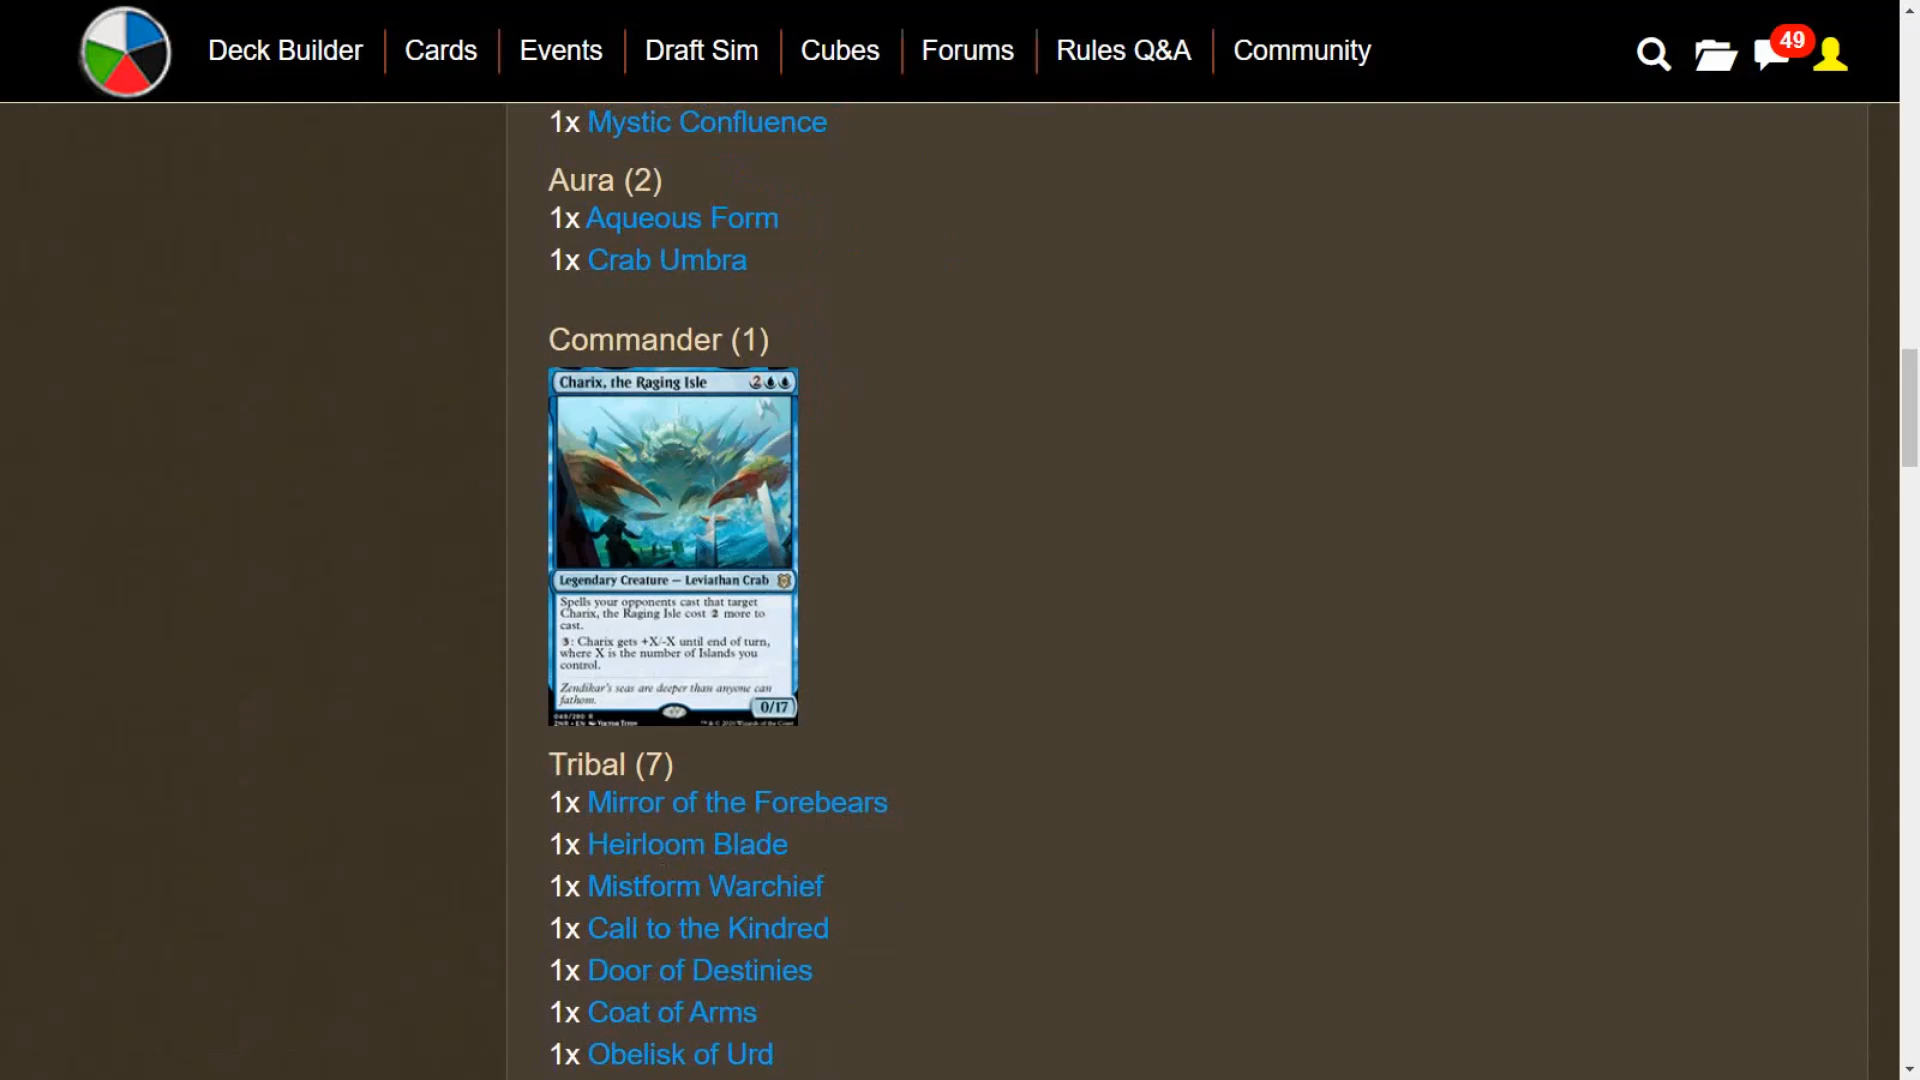 Deck Builder
Cards
Events
Draft Sim
Cubes
Forums
Rules Q&A
Community
49
1x Mystic Confluence
Aura (2)
1x Aqueous Form
1x Crab Umbra
Commander (1)
Charix, the Raging Isle 2
Legendary Creature — Leviathan Crab
Spells your opponents cast that target
Charix, the Raging Isle cost 2 more to
cast.
3: Charix gets +X/-X until end of turn,
where X is the number of Islands you
control.
Zendikar's seas are deeper than anyone can
fathom.
0/17
Tribal (7)
1x Mirror of the Forebears
1x Heirloom Blade
1x Mistform Warchief
1x Call to the Kindred
1x Door of Destinies
1x Coat of Arms
1x Obelisk of Urd